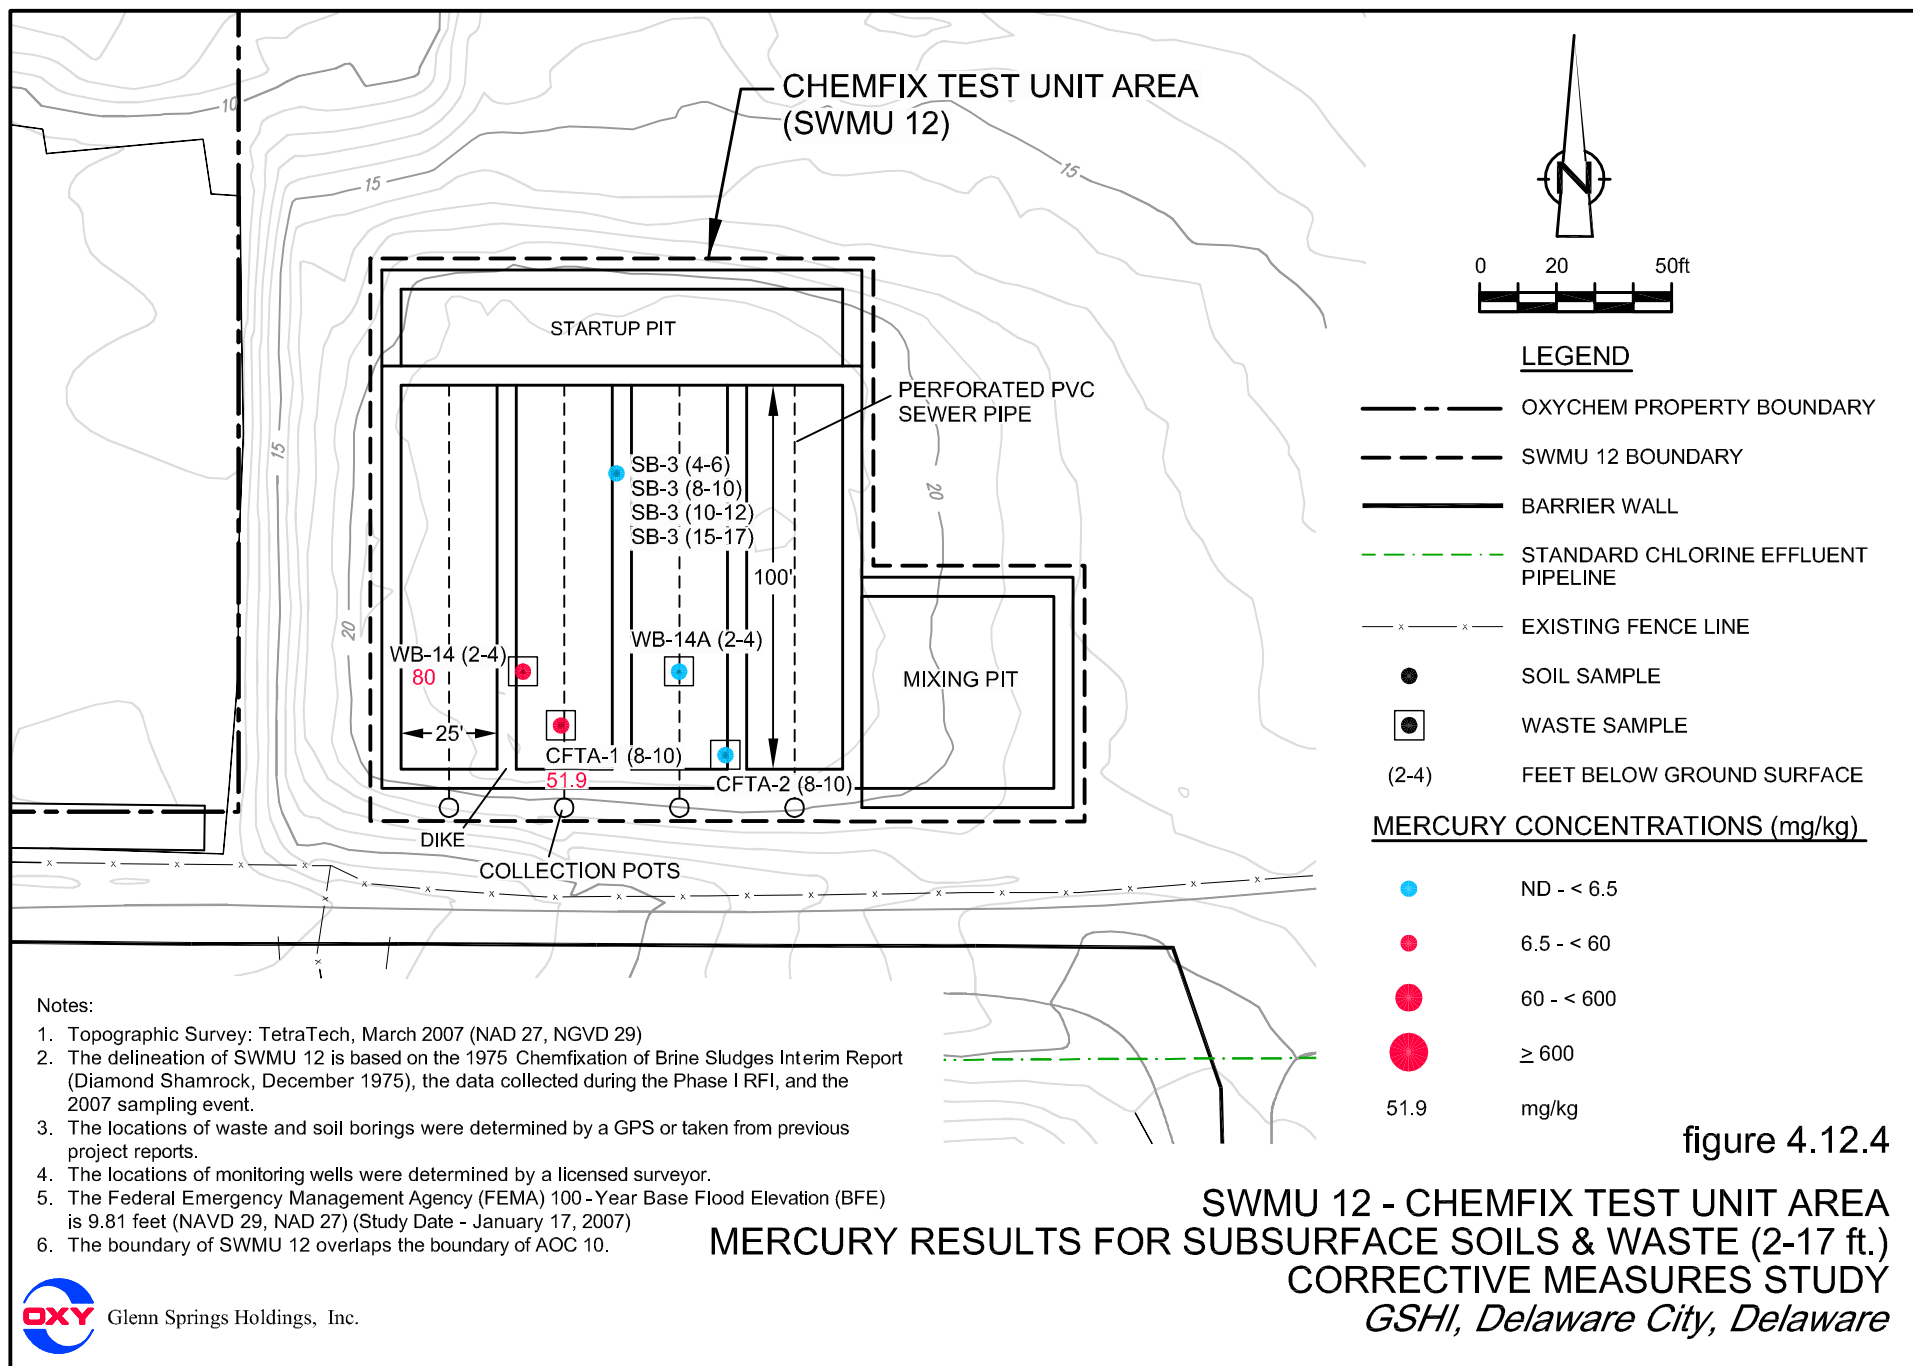 CHEMFIX TEST UNIT AREA
(SWMU 12)
10
15
15
15
20
20
STARTUP PIT
PERFORATED PVC
SEWER PIPE
SB-3 (4-6)
SB-3 (8-10)
SB-3 (10-12)
SB-3 (15-17)
100'
WB-14 (2-4)
80
WB-14A (2-4)
MIXING PIT
25'
CFTA-1 (8-10)
51.9
CFTA-2 (8-10)
DIKE
COLLECTION POTS
N
0 20 50ft
LEGEND
OXYCHEM PROPERTY BOUNDARY
SWMU 12 BOUNDARY
BARRIER WALL
STANDARD CHLORINE EFFLUENT
PIPELINE
x x EXISTING FENCE LINE
SOIL SAMPLE
WASTE SAMPLE
(2-4) FEET BELOW GROUND SURFACE
MERCURY CONCENTRATIONS (mg/kg)
ND - < 6.5
6.5 - < 60
60 - < 600
≥ 600
51.9 mg/kg
Notes:
1. Topographic Survey: TetraTech, March 2007 (NAD 27, NGVD 29)
2. The delineation of SWMU 12 is based on the 1975 Chemfixation of Brine Sludges Interim Report
(Diamond Shamrock, December 1975), the data collected during the Phase I RFI, and the
2007 sampling event.
3. The locations of waste and soil borings were determined by a GPS or taken from previous
project reports.
4. The locations of monitoring wells were determined by a licensed surveyor.
5. The Federal Emergency Management Agency (FEMA) 100-Year Base Flood Elevation (BFE)
is 9.81 feet (NAVD 29, NAD 27) (Study Date - January 17, 2007)
6. The boundary of SWMU 12 overlaps the boundary of AOC 10.
figure 4.12.4
SWMU 12 - CHEMFIX TEST UNIT AREA
MERCURY RESULTS FOR SUBSURFACE SOILS & WASTE (2-17 ft.)
CORRECTIVE MEASURES STUDY
GSHI, Delaware City, Delaware
OXY Glenn Springs Holdings, Inc.